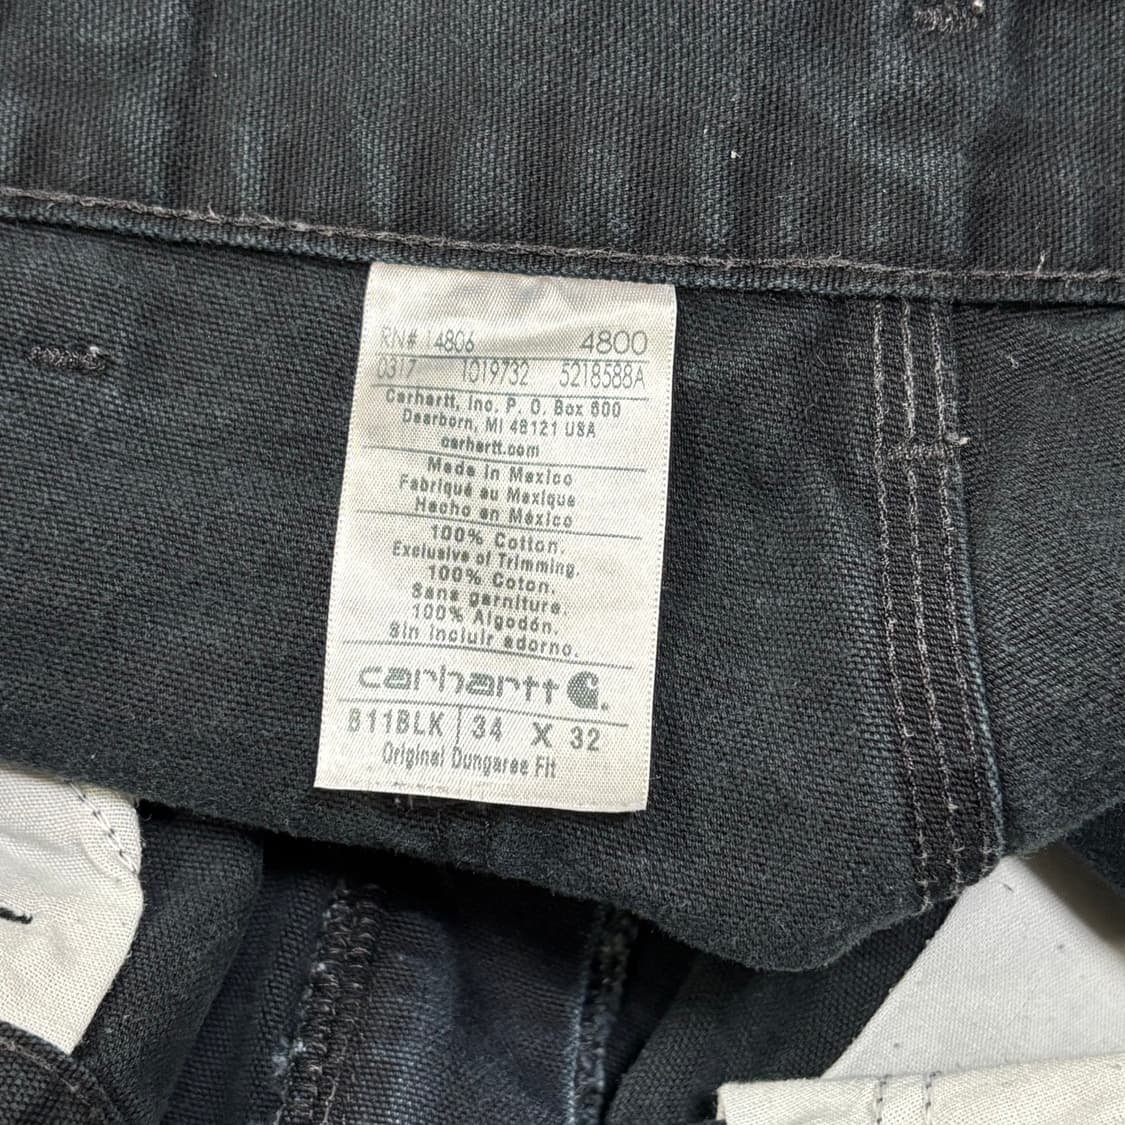 RN# 14806 4800
0317 1019732 5218588A
Carhartt, Inc. P. O. Box 600
Dearborn, MI 48121 USA
carhartt.com
Made in Mexico
Fabriqué au Mexique
Hecho en México
100% Cotton.
Exclusive of Trimming.
100% Coton.
Sans garniture.
100% Algodón.
Sin incluir adorno.
carhartt
B11BLK 34 X 32
Original Dungaree Fit